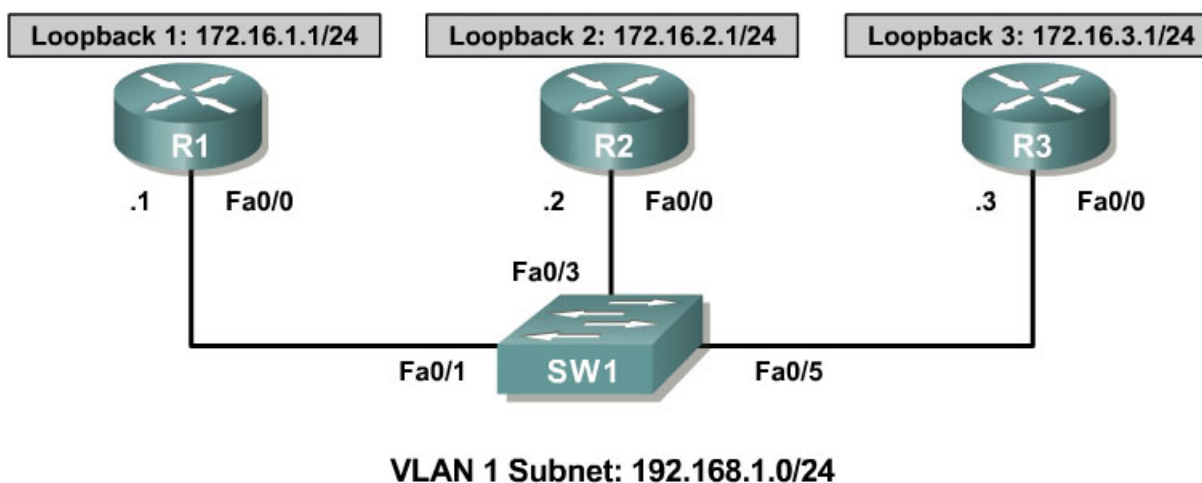 Loopback 1: 172.16.1.1/24
Loopback 2: 172.16.2.1/24
Loopback 3: 172.16.3.1/24
R1
R2
R3
.1
Fa0/0
.2
Fa0/0
.3
Fa0/0
Fa0/3
Fa0/1
SW1
Fa0/5
VLAN 1 Subnet: 192.168.1.0/24